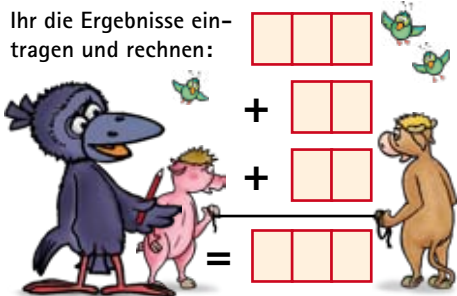 Ihr die Ergebnisse ein-
tragen und rechnen:
+
+
=